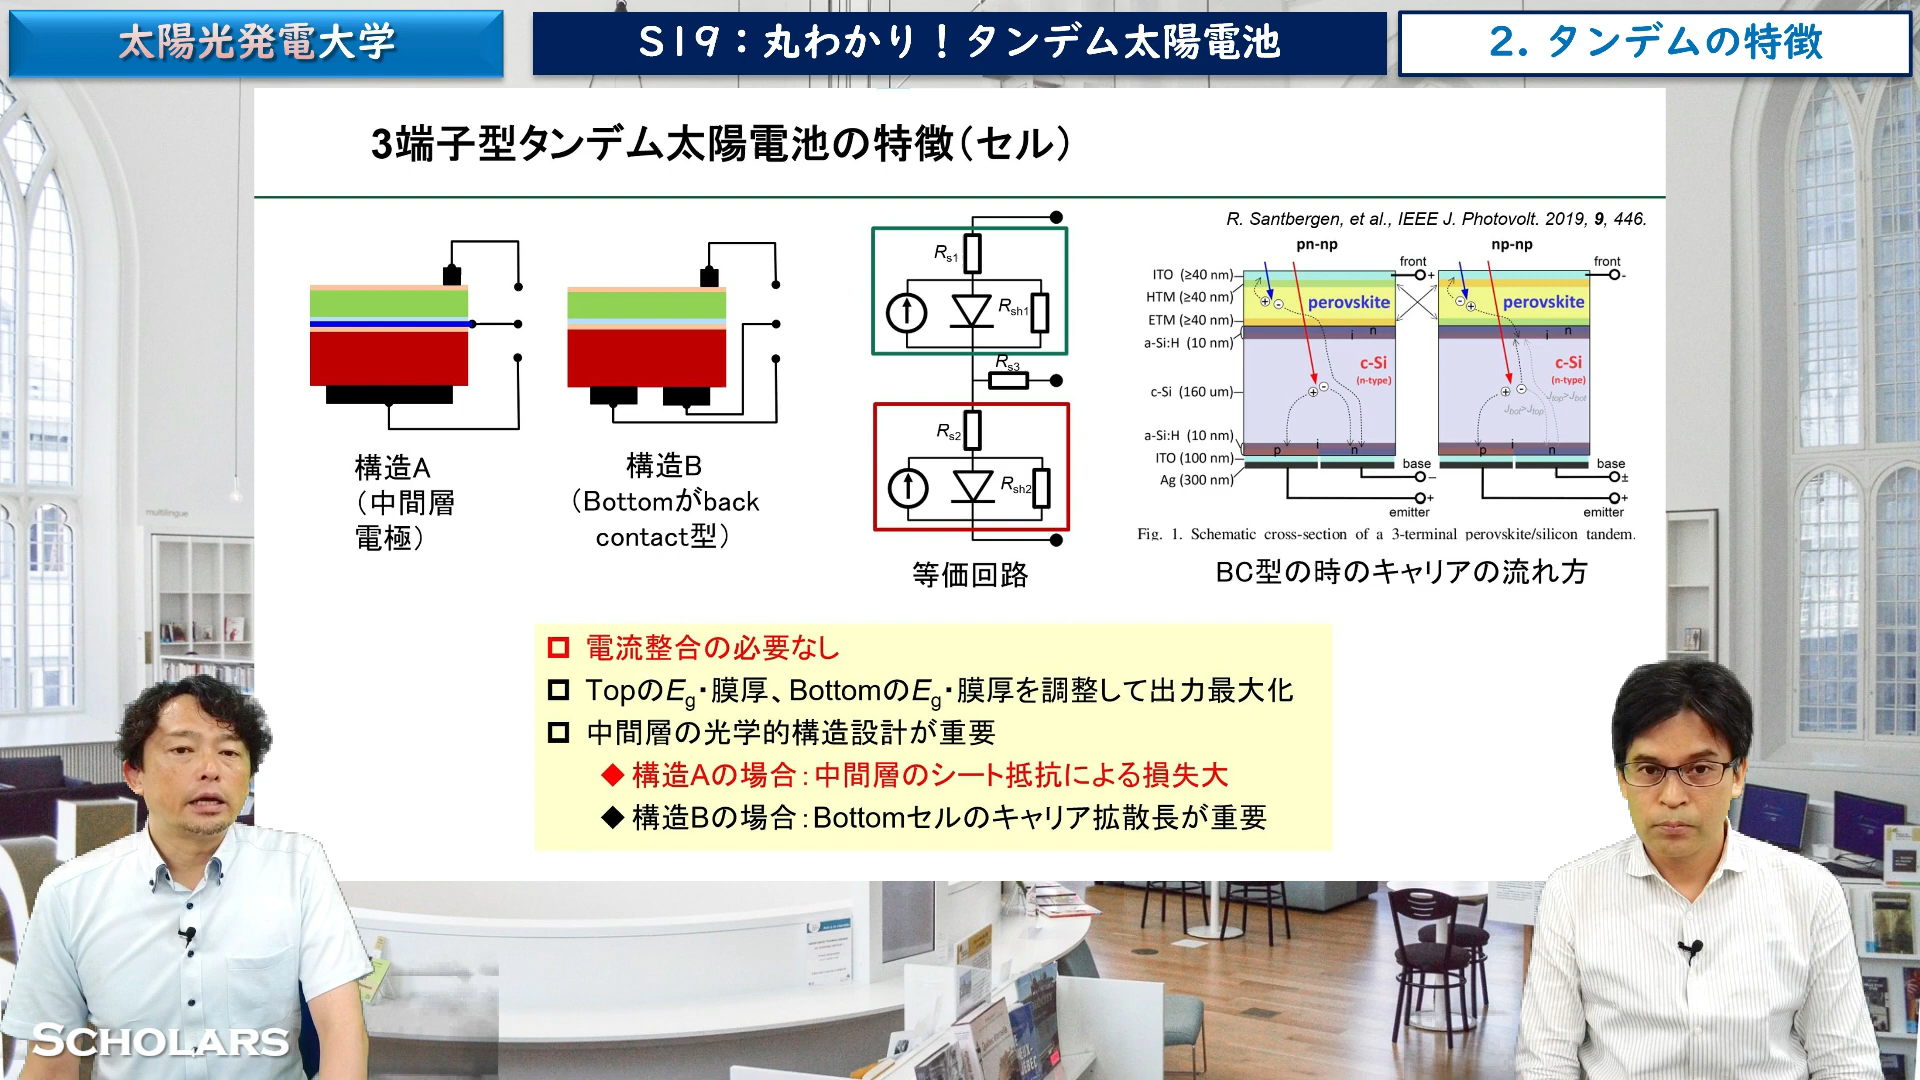 太陽光発電大学
S19：丸わかり！タンデム太陽電池
2. タンデムの特徴
3端子型タンデム太陽電池の特徴（セル）
R. Santbergen, et al., IEEE J. Photovolt. 2019, 9, 446.
構造A
（中間層
電極）
構造B
（Bottomがback
contact型）
Rs1
Rsh1
Rs3
Rs2
Rsh2
等価回路
pn-np
np-np
front
+
front
-
ITO (≥40 nm)
HTM (≥40 nm)
ETM (≥40 nm)
a-Si:H (10 nm)
c-Si (160 um)
a-Si:H (10 nm)
ITO (100 nm)
Ag (300 nm)
perovskite
i n
c-Si
(n-type)
p i n
base
−
+
emitter
perovskite
i n
c-Si
(n-type)
Jtop>Jbot
Jbot>Jtop
p i n
base
±
+
emitter
Fig. 1. Schematic cross-section of a 3-terminal perovskite/silicon tandem.
BC型の時のキャリアの流れ方
電流整合の必要なし
TopのEg・膜厚、BottomのEg・膜厚を調整して出力最大化
中間層の光学的構造設計が重要
◆構造Aの場合：中間層のシート抵抗による損失大
◆構造Bの場合：Bottomセルのキャリア拡散長が重要
multilingue
SCHOLARS